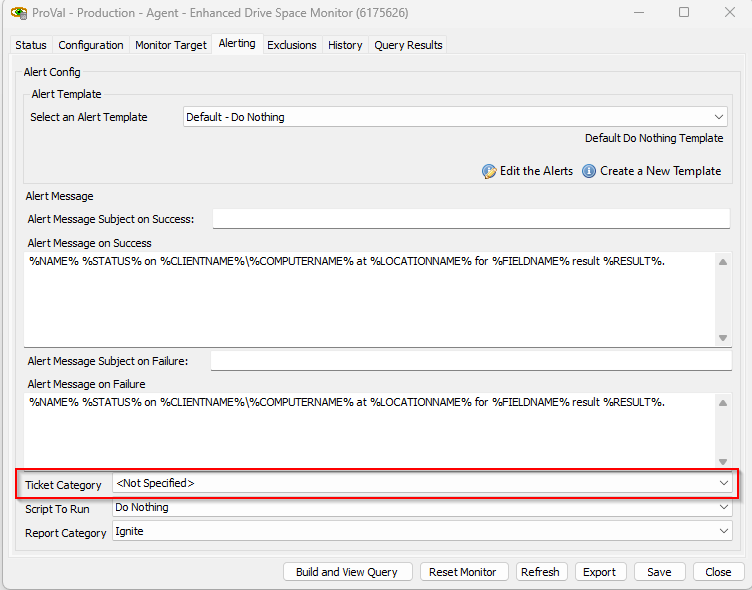 ProVal - Production - Agent - Enhanced Drive Space Monitor (6175626)
Status Configuration Monitor Target Alerting Exclusions History Query Results
Alert Config
Alert Template
Select an Alert Template Default - Do Nothing
Default Do Nothing Template
Edit the Alerts Create a New Template
Alert Message
Alert Message Subject on Success:
Alert Message on Success
%NAME% %STATUS% on %CLIENTNAME%\%COMPUTERNAME% at %LOCATIONNAME% for %FIELDNAME% result %RESULT%.
Alert Message Subject on Failure:
Alert Message on Failure
%NAME% %STATUS% on %CLIENTNAME%\%COMPUTERNAME% at %LOCATIONNAME% for %FIELDNAME% result %RESULT%.
Ticket Category <Not Specified>
Script To Run Do Nothing
Report Category Ignite
Build and View Query Reset Monitor Refresh Export Save Close